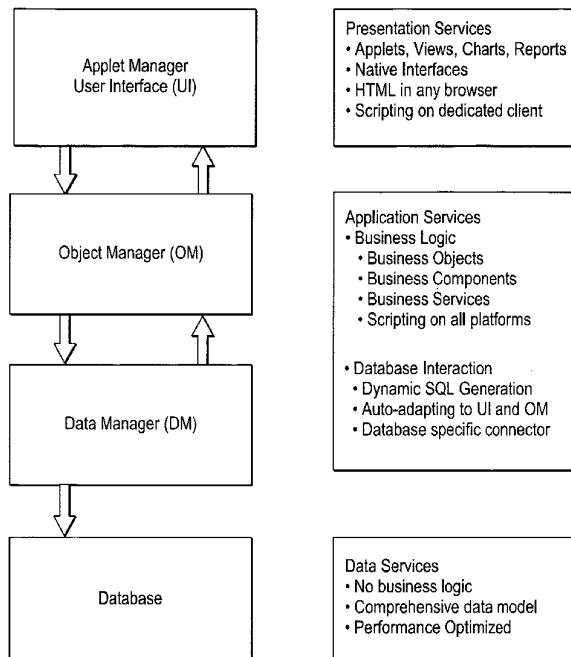 Applet Manager
User Interface (UI)
Presentation Services
• Applets, Views, Charts, Reports
• Native Interfaces
• HTML in any browser
• Scripting on dedicated client
Object Manager (OM)
Data Manager (DM)
Application Services
• Business Logic
• Business Objects
• Business Components
• Business Services
• Scripting on all platforms
• Database Interaction
• Dynamic SQL Generation
• Auto-adapting to UI and OM
• Database specific connector
Database
Data Services
• No business logic
• Comprehensive data model
• Performance Optimized